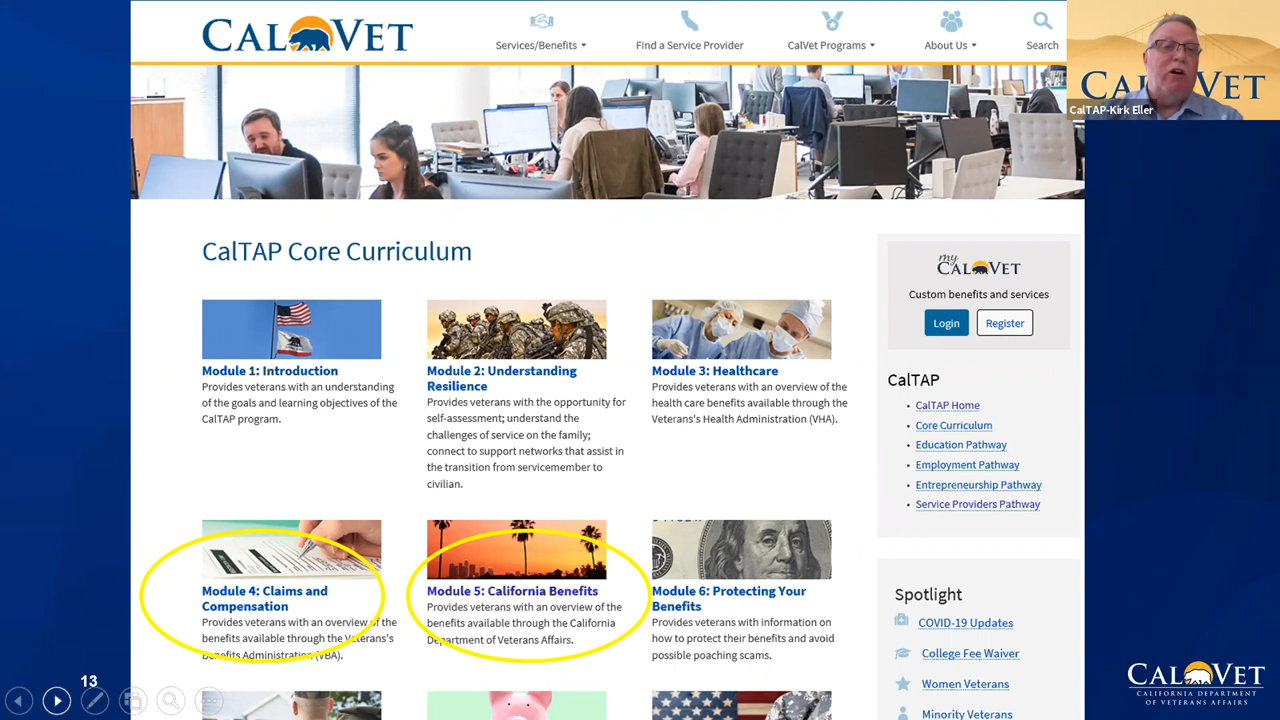 CALVET
Services/Benefits
Find a Service Provider
CalVet Programs
About Us
Search
CalTAP-Kirk Eller
CalTAP Core Curriculum
Module 1: Introduction
Provides veterans with an understanding
of the goals and learning objectives of the
CalTAP program.
Module 2: Understanding
Resilience
Provides veterans with the opportunity for
self-assessment; understand the
challenges of service on the family;
connect to support networks that assist in
the transition from servicemember to
civilian.
Module 3: Healthcare
Provides veterans with an overview of the
health care benefits available through the
Veterans's Health Administration (VHA).
Module 4: Claims and
Compensation
Provides veterans with an overview of the
benefits available through the Veterans's
Benefits Administration (VBA).
Module 5: California Benefits
Provides veterans with an overview of the
benefits available through the California
Department of Veterans Affairs.
Module 6: Protecting Your
Benefits
Provides veterans with information on
how to protect their benefits and avoid
possible poaching scams.
my
CALVET
Custom benefits and services
Login
Register
CalTAP
CalTAP Home
Core Curriculum
Education Pathway
Employment Pathway
Entrepreneurship Pathway
Service Providers Pathway
Spotlight
COVID-19 Updates
College Fee Waiver
Women Veterans
Minority Veterans
13
CALVET
CALIFORNIA DEPARTMENT
OF VETERANS AFFAIRS